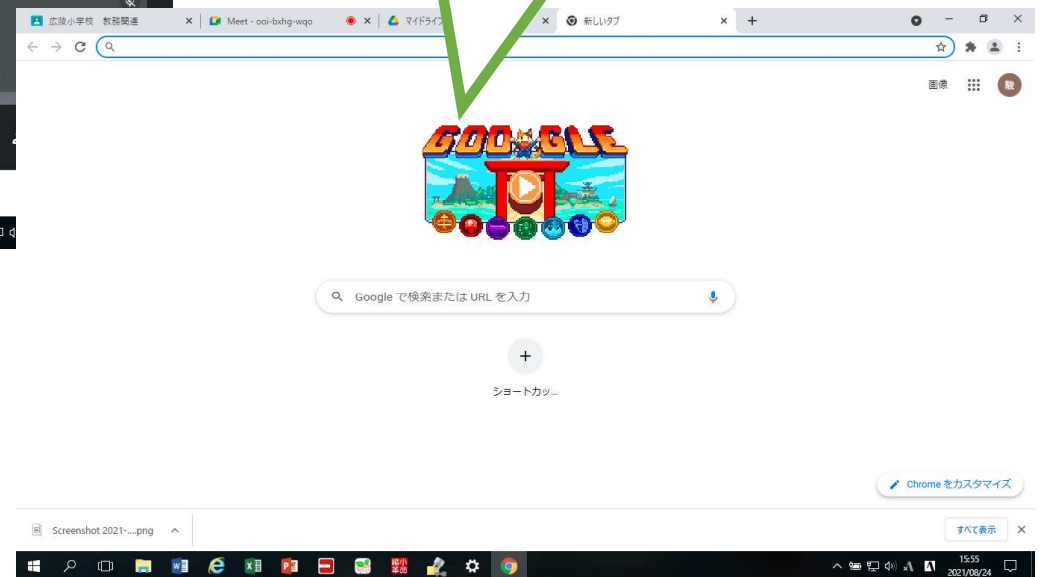 広陵小学校 教務関連
Meet - ooi-bxhg-wqo
マイドライブ
新しいタブ
画像
駿
GOOGLE
Google で検索または URL を入力
ショートカッ...
Chrome をカスタマイズ
Screenshot 2021-....png
すべて表示
15:55
2021/08/24